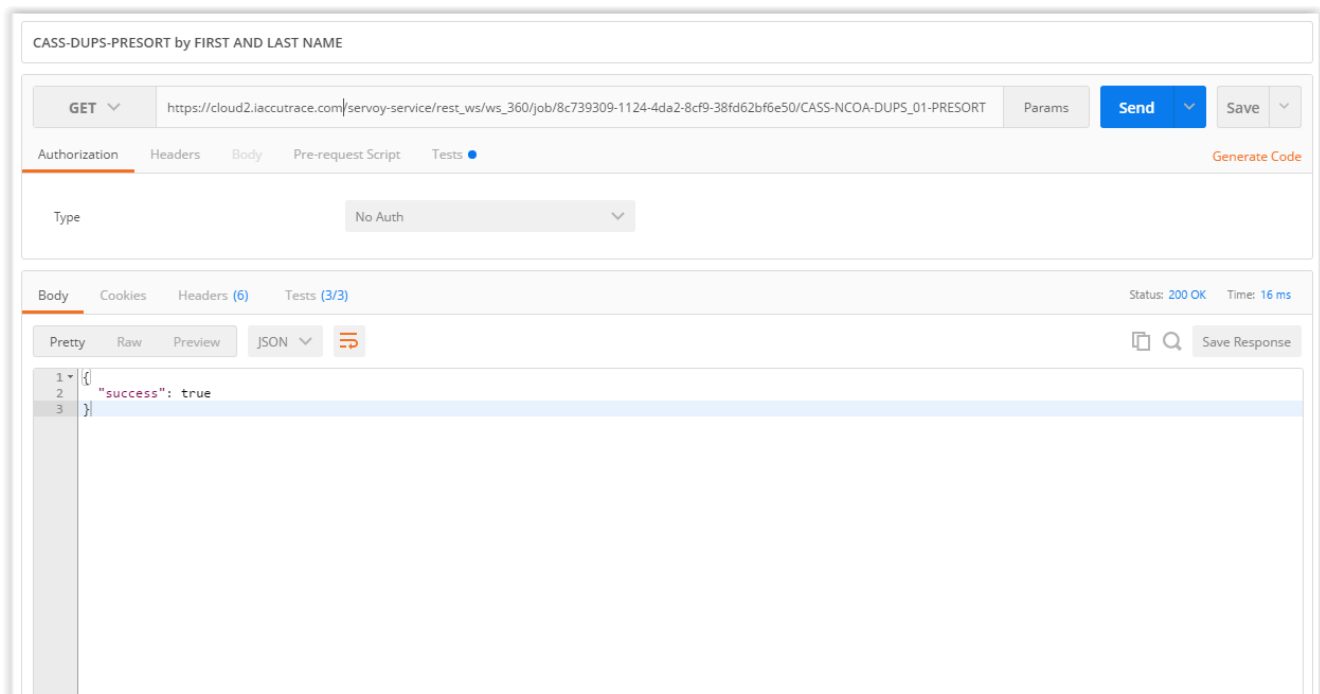 CASS-DUPS-PRESORT by FIRST AND LAST NAME
GET https://cloud2.iaccutrace.com/servoy-service/rest_ws/ws_360/job/8c739309-1124-4da2-8cf9-38fd62bf6e50/CASS-NCOA-DUPS_01-PRESORT Params Send Save
Authorization Headers Body Pre-request Script Tests Generate Code
Type No Auth
Body Cookies Headers (6) Tests (3/3) Status: 200 OK Time: 16 ms
Pretty Raw Preview JSON Save Response
1 {
2 "success": true
3 }